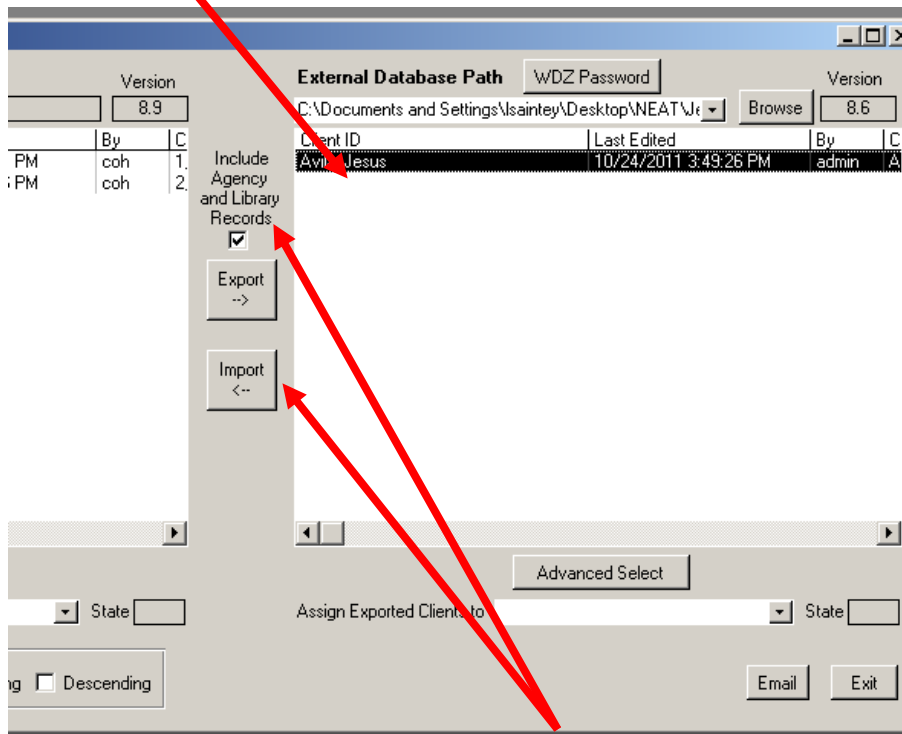 External Database Path WDZ Password Version
Version
8.9
C:\Documents and Settings\lsaintey\Desktop\NEAT\Je Browse 8.6
By C
PM coh 1
PM coh 2
Include
Agency
and Library
Records
Export
-->
Import
<--
Client ID Last Edited By C
Jesus 10/24/2011 3:49:26 PM admin A
Advanced Select
State
Assign Exported Clients to State
Descending
Email Exit